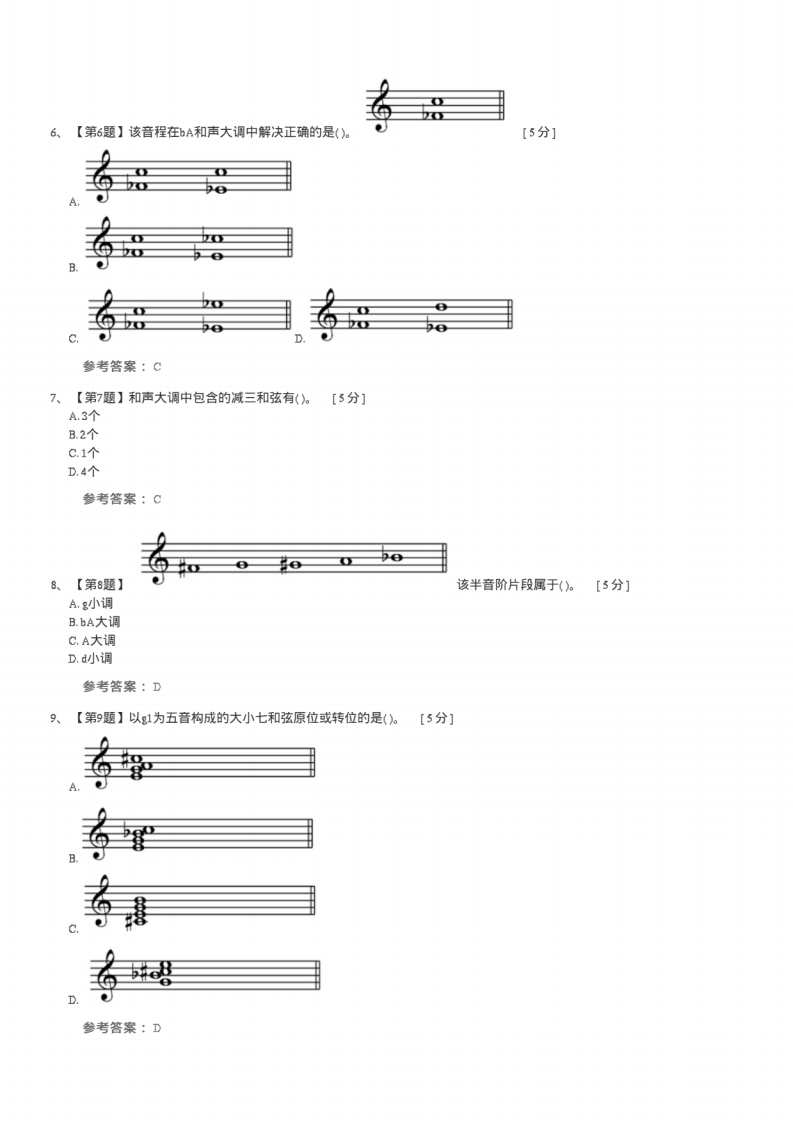 6、 【第6题】该音程在bA和声大调中解决正确的是( )。 [ 5 分 ]
A.
B.
C. D.
参考答案 ： C
7、 【第7题】和声大调中包含的减三和弦有( )。 [ 5 分 ]
A.3个
B.2个
C.1个
D.4个
参考答案 ： C
8、 【第8题】 该半音阶片段属于( )。 [ 5 分 ]
A.g小调
B.bA大调
C.A大调
D.d小调
参考答案 ： D
9、 【第9题】以g1为五音构成的大小七和弦原位或转位的是( )。 [ 5 分 ]
A.
B.
C.
D.
参考答案 ： D